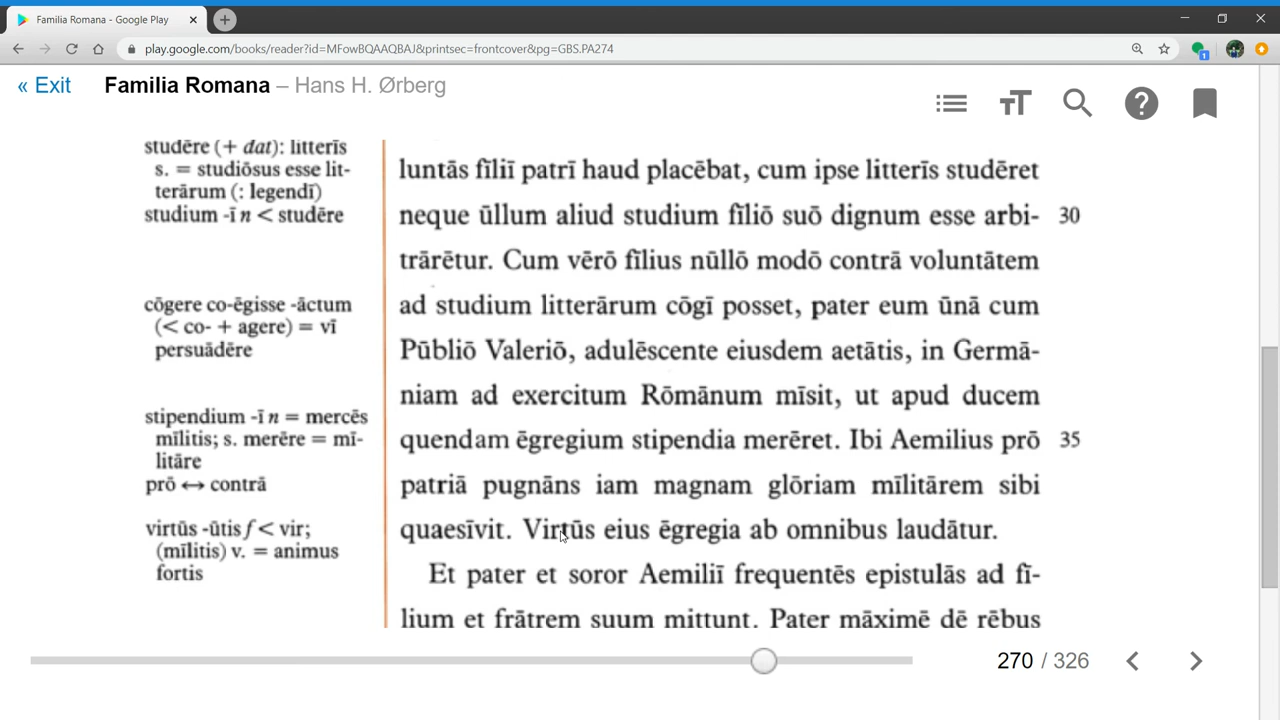 Familia Romana - Google Play
play.google.com/books/reader?id=MFowBQAAQBAJ&printsec=frontcover&pg=GBS.PA274
1
« Exit
Familia Romana – Hans H. Ørberg
studēre (+ dat): litterīs
s. = studiōsus esse lit-
terārum (: legendī)
studium -ī n < studēre
cōgere co-ēgisse -āctum
(< co- + agere) = vī
persuādēre
stipendium -ī n = mercēs
mīlitis; s. merēre = mī-
litāre
prō ↔ contrā
virtūs -ūtis f < vir;
(mīlitis) v. = animus
fortis
luntās fīliī patrī haud placēbat, cum ipse litterīs studēret
neque ūllum aliud studium fīliō suō dignum esse arbi- 30
trārētur. Cum vērō fīlius nūllō modō contrā voluntātem
ad studium litterārum cōgī posset, pater eum ūnā cum
Pūbliō Valeriō, adulēscente eiusdem aetātis, in Germā-
niam ad exercitum Rōmānum mīsit, ut apud ducem
quendam ēgregium stipendia merēret. Ibi Aemilius prō 35
patriā pugnāns iam magnam glōriam mīlitārem sibi
quaesīvit. Virtūs eius ēgregia ab omnibus laudātur.
Et pater et soror Aemiliī frequentēs epistulās ad fī-
lium et frātrem suum mittunt. Pater māximē dē rēbus
270 / 326